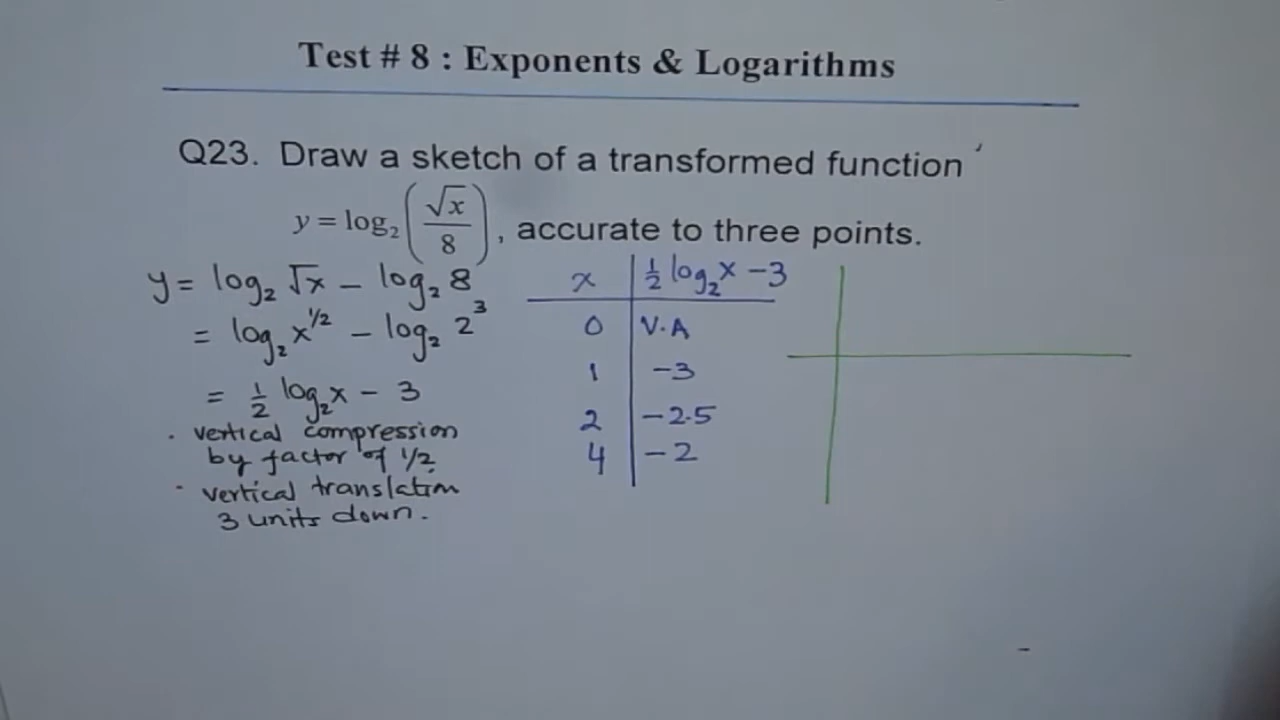 Test # 8 : Exponents & Logarithms
Q23. Draw a sketch of a transformed function
y = log₂(√x/8), accurate to three points.
y = log₂ √x - log₂ 8
= log₂ x^1/2 - log₂ 2^3
= 1/2 log₂ x - 3
. vertical compression
by factor of 1/2.
. vertical translation
3 units down.
x | 1/2 log₂ x - 3
0 | V.A
1 | -3
2 | -2.5
4 | -2